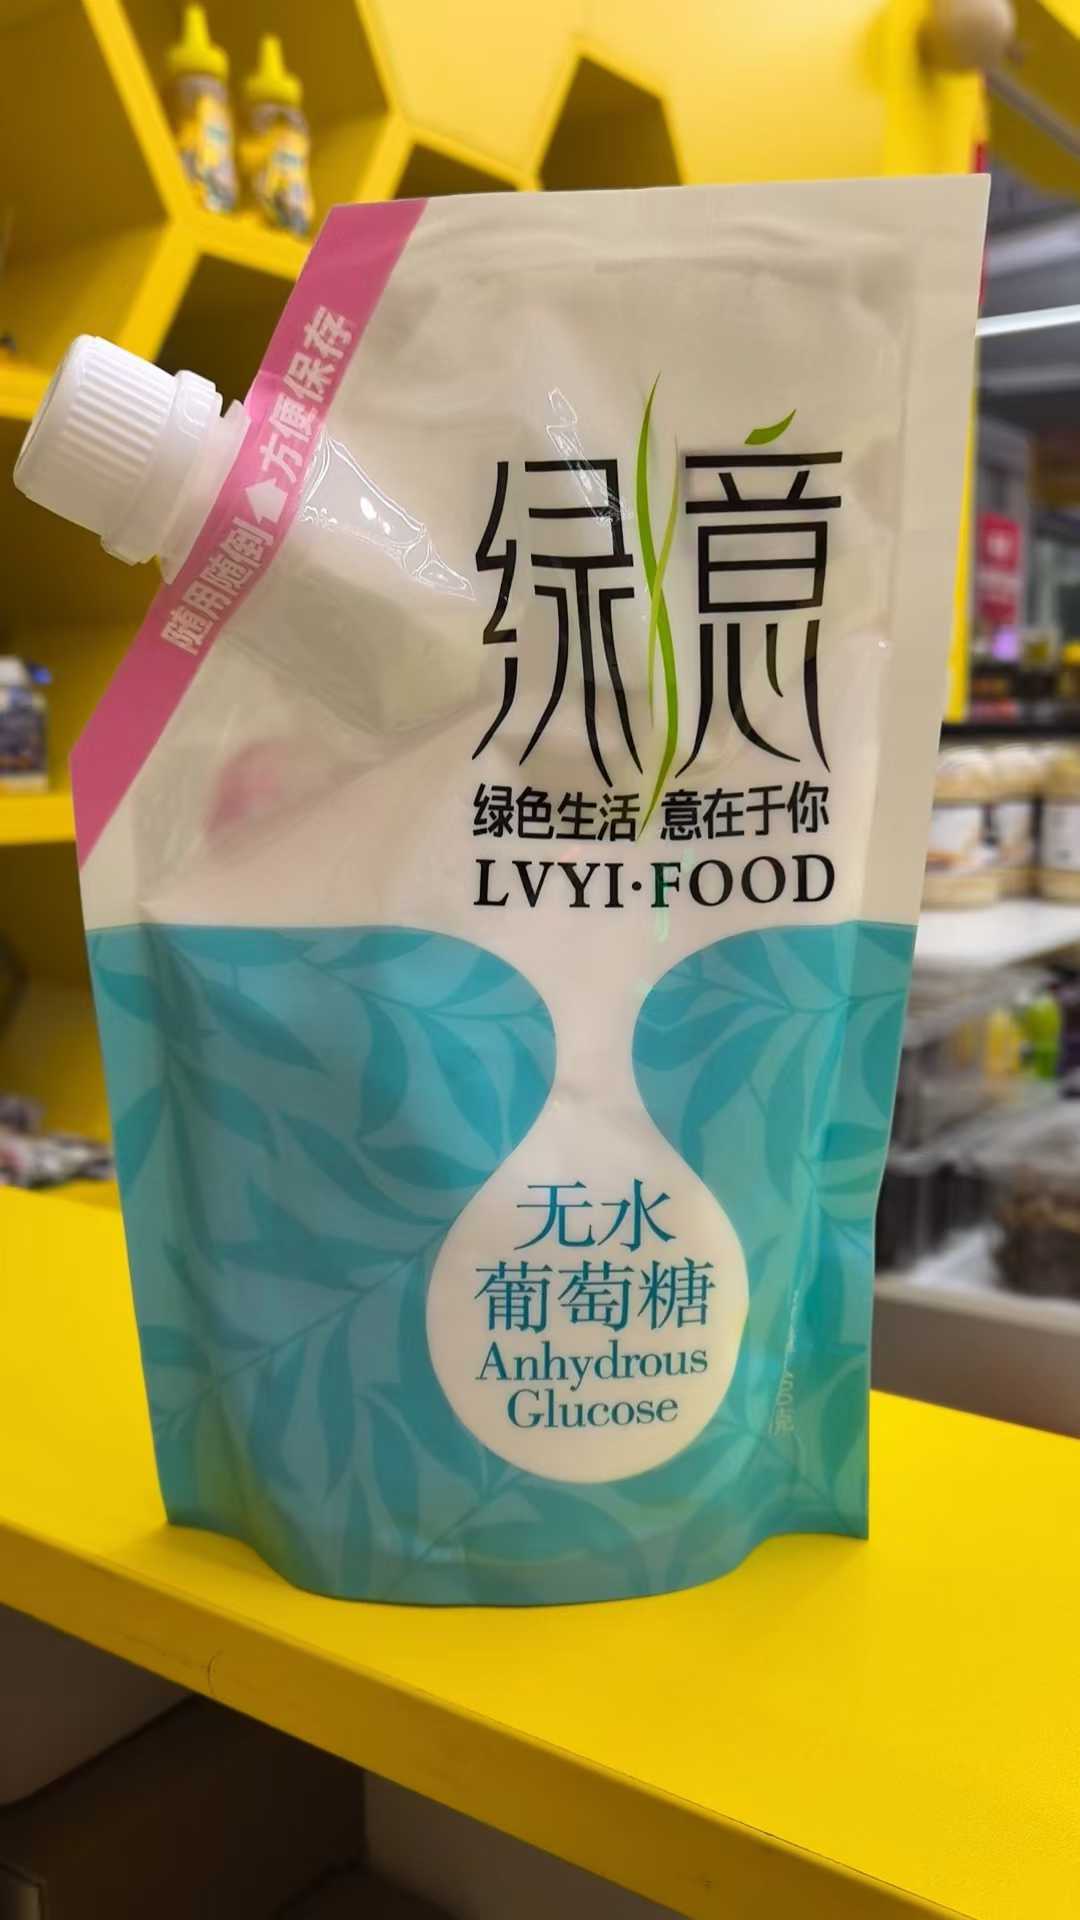 随用随倒 方便保存
绿意
绿色生活 意在于你
LVYI·FOOD
无水
葡萄糖
Anhydrous
Glucose